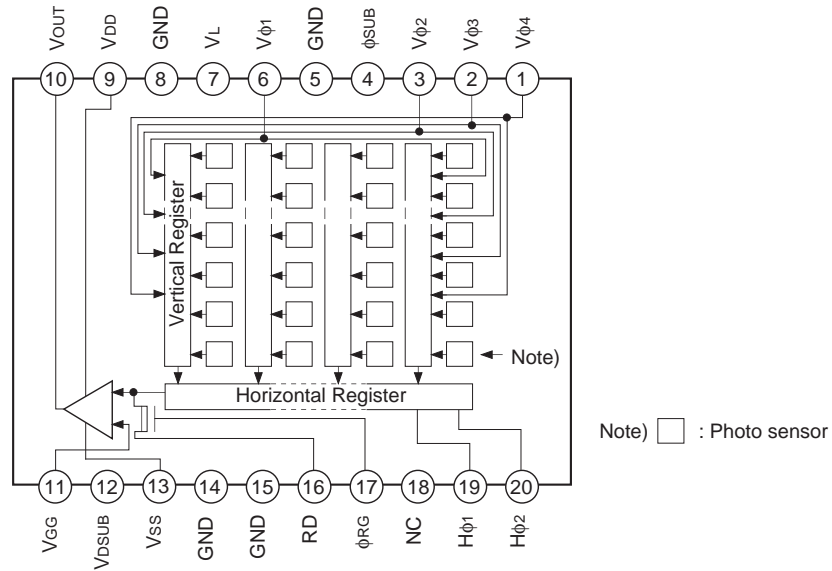 VOUT
VDD
GND
VL
Vϕ1
GND
ϕSUB
Vϕ2
Vϕ3
Vϕ4
10 9 8 7 6 5 4 3 2 1
Vertical Register
Note)
Horizontal Register
Note) : Photo sensor
11 12 13 14 15 16 17 18 19 20
VGG
VDSUB
VSS
GND
GND
RD
ϕRG
NC
Hϕ1
Hϕ2